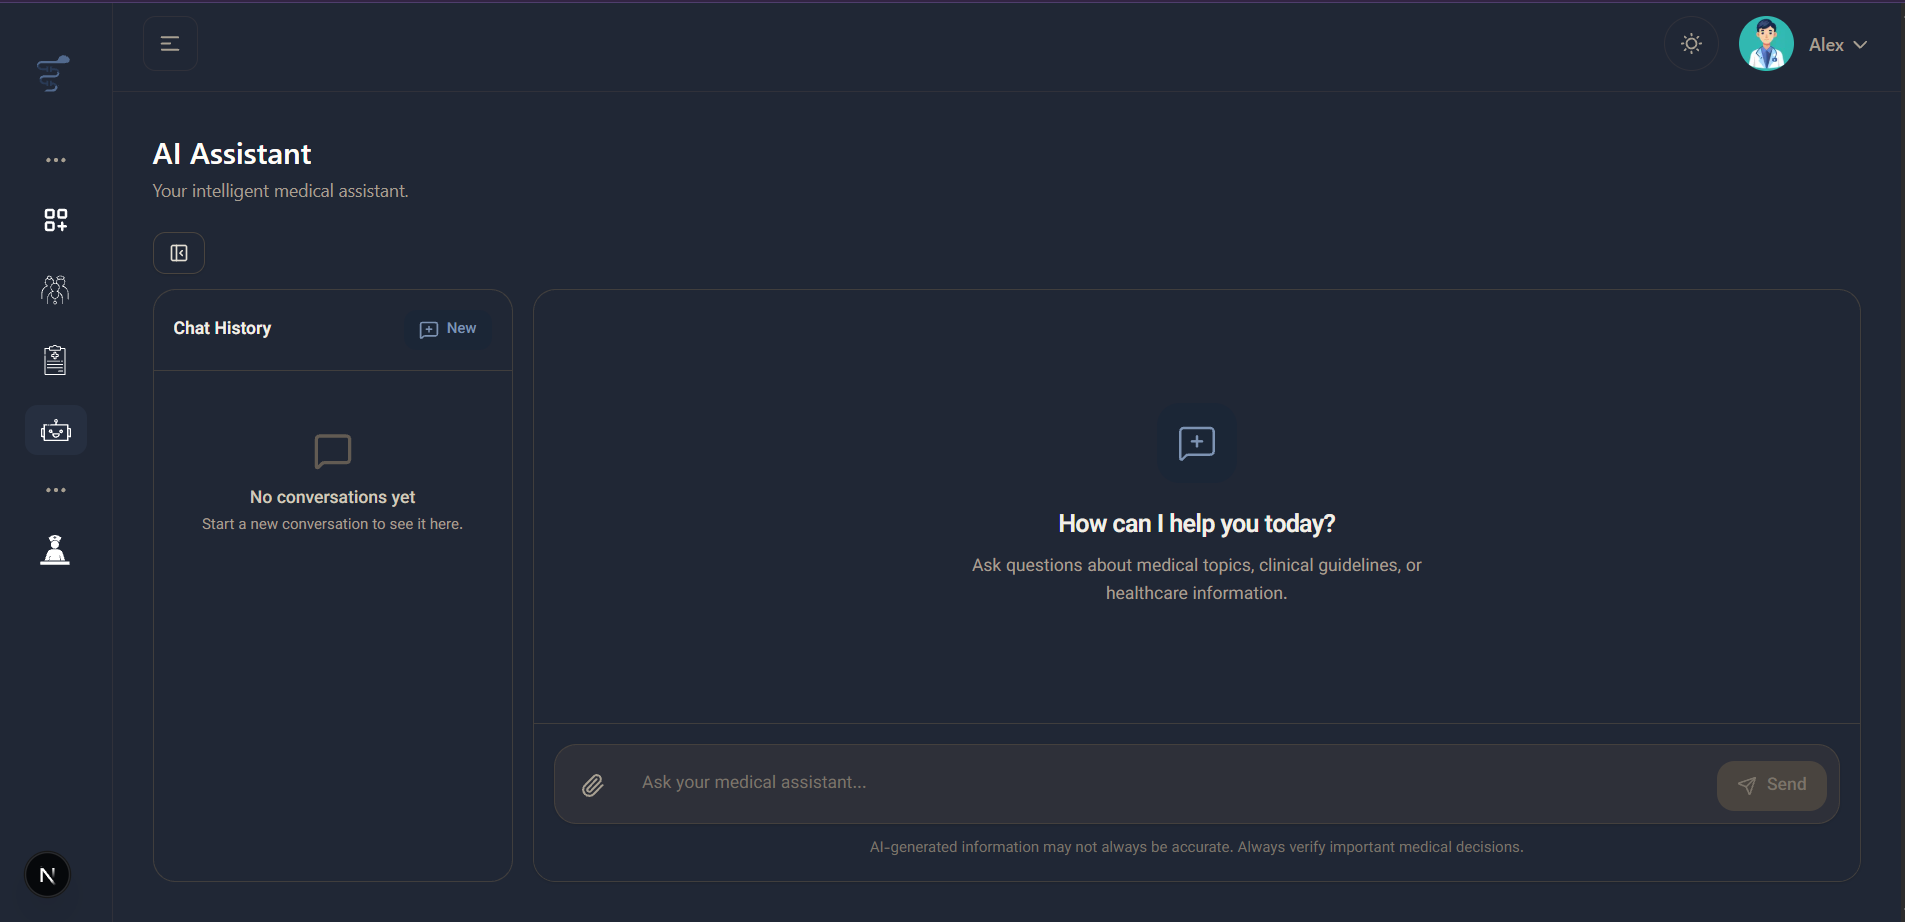 Alex
AI Assistant
Your intelligent medical assistant.
Chat History
New
No conversations yet
Start a new conversation to see it here.
How can I help you today?
Ask questions about medical topics, clinical guidelines, or
healthcare information.
Ask your medical assistant...
Send
AI-generated information may not always be accurate. Always verify important medical decisions.
N